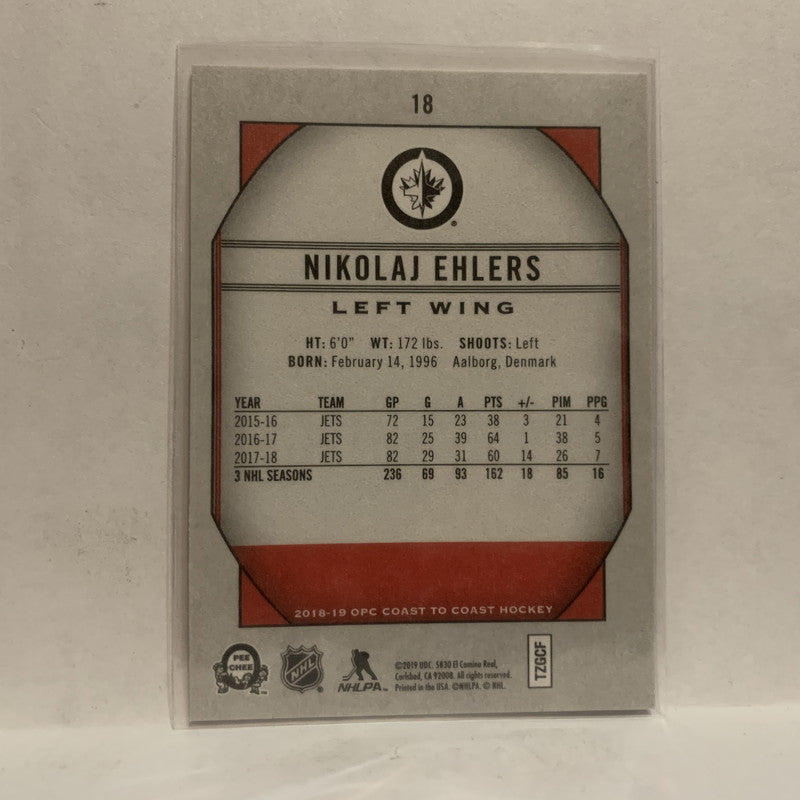 18
NIKOLAJ EHLERS
LEFT WING
HT: 6'0" WT: 172 lbs. SHOOTS: Left
BORN: February 14, 1996 Aalborg, Denmark
YEAR TEAM GP G A PTS +/- PIM PPG
2015-16 JETS 72 15 23 38 3 21 4
2016-17 JETS 82 25 39 64 1 38 5
2017-18 JETS 82 29 31 60 14 26 7
3 NHL SEASONS 236 69 93 162 18 85 16
2018-19 OPC COAST TO COAST HOCKEY
PEE
CHEE
NHL
NHLPA™
©2019 UDC. 5830 El Camino Real,
Carlsbad, CA 92008. All rights reserved.
Printed in the USA. ©NHLPA. © NHL.
TZGCF